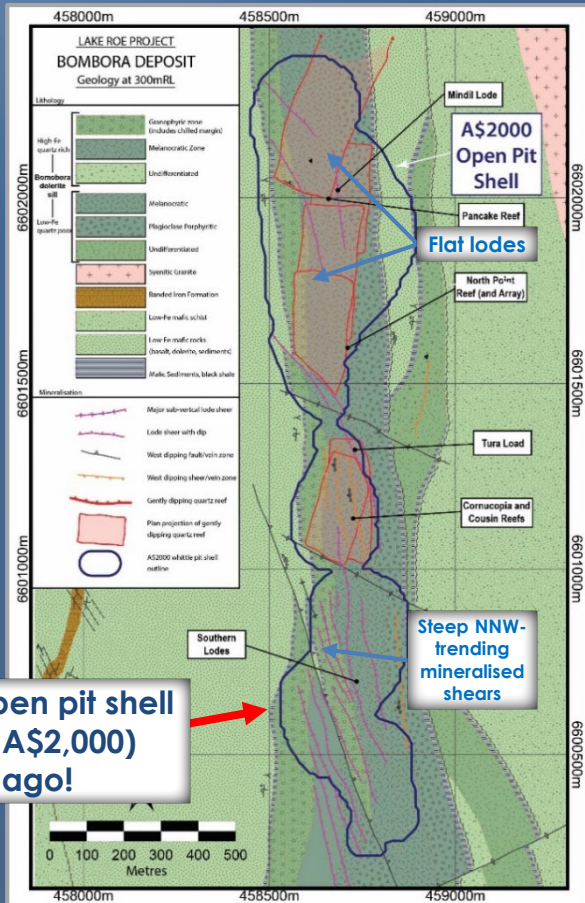 458000m 458500m 459000m
LAKE ROE PROJECT
BOMBORA DEPOSIT
Geology at 300mRL
Lithology
High-Fe
quartz rich
Bombora
dolerite
sill
Low-Fe
quartz poor
Granophyric zone
(includes chilled margin)
Melanocratic Zone
Undifferentiated
Melanocratic
Plagioclase Porphyritic
Undifferentiated
Syenitic Granite
Banded Iron Formation
Low-Fe mafic schist
Low-Fe mafic rocks
(basalt, dolerite, sediments)
Mafic Sediments, black shale
Mineralisation
Major sub-vertical lode shear
Lode shear with dip
West dipping fault/vein zone
West dipping shear/vein zone
Gently dipping quartz reef
Plan projection of gently
dipping quartz reef
A$2000 whittle pit shell
outline
Mindil Lode
A$2000
Open Pit
Shell
Pancake Reef
Flat lodes
North Point
Reef (and Array)
Tura Load
Cornucopia and
Cousin Reefs
Southern
Lodes
Steep NNW-
trending
mineralised
shears
pen pit shell
A$2,000)
ago!
6602000m
6601500m
6601000m
6602000m
6601500m
6601000m
6600500m
0 100 200 300 400 500
Metres
458000m 458500m 459000m